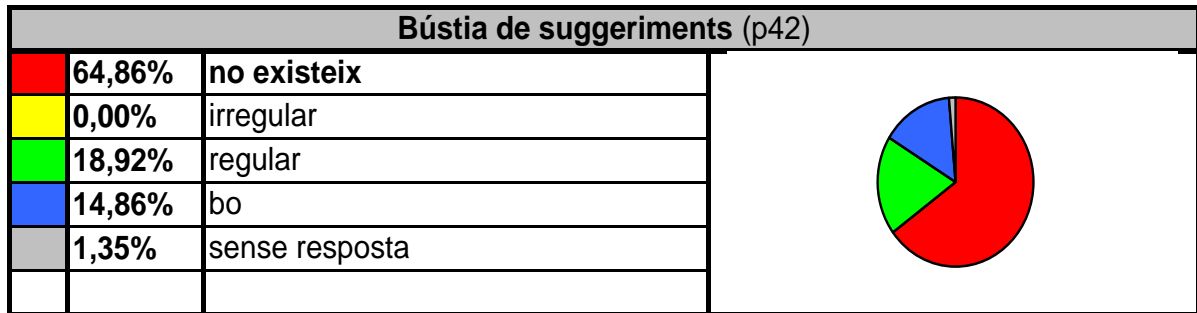 Bústia de suggeriments (p42)
64,86% no existeix
0,00% irregular
18,92% regular
14,86% bo
1,35% sense resposta